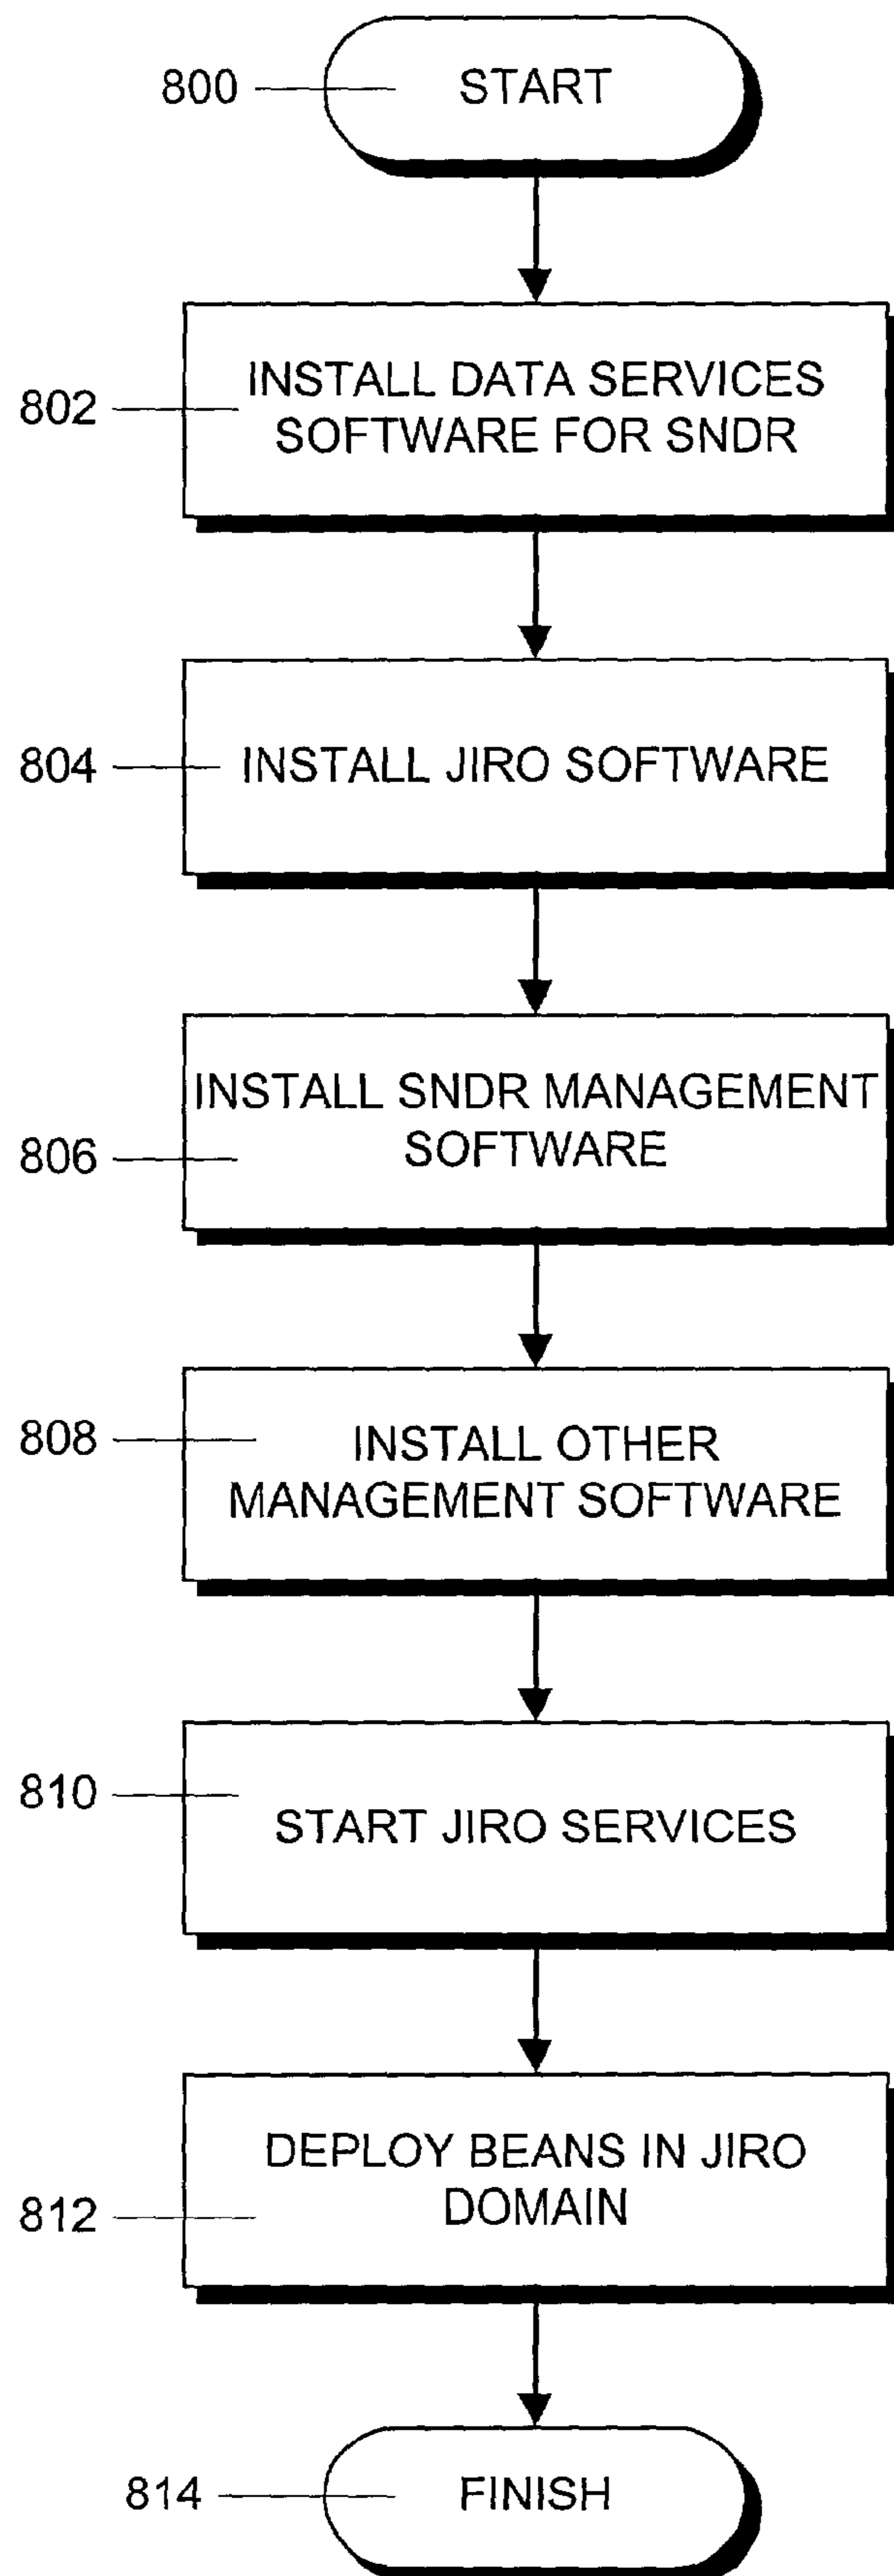 800
START
802
INSTALL DATA SERVICES
SOFTWARE FOR SNDR
804
INSTALL JIRO SOFTWARE
806
INSTALL SNDR MANAGEMENT
SOFTWARE
808
INSTALL OTHER
MANAGEMENT SOFTWARE
810
START JIRO SERVICES
812
DEPLOY BEANS IN JIRO
DOMAIN
814
FINISH